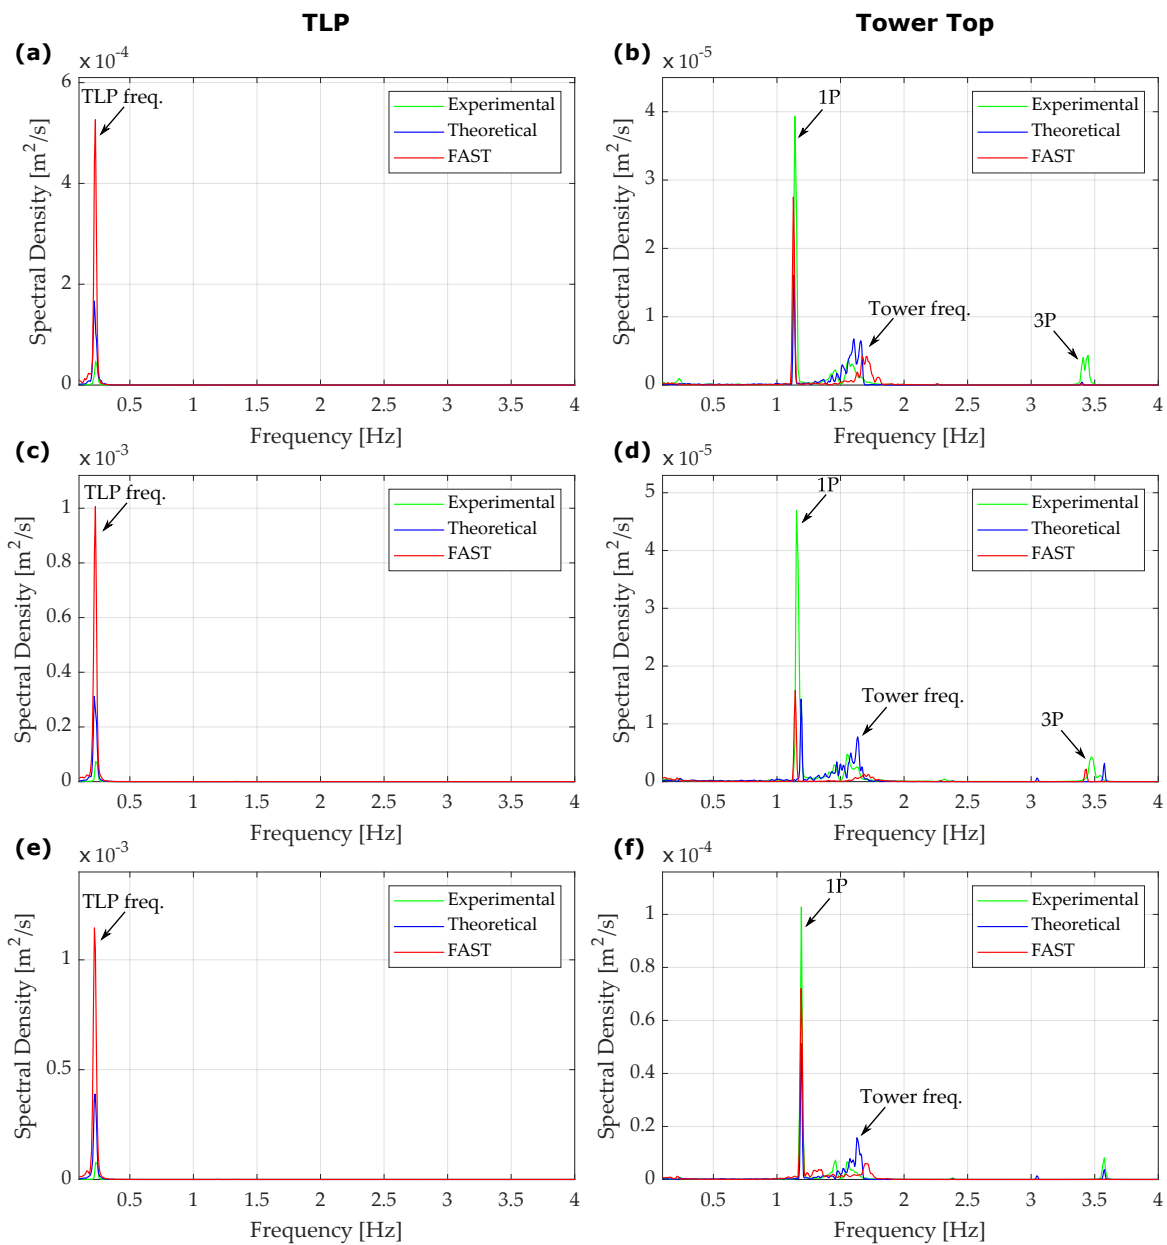 TLP
Tower Top
(a)
x 10^-4
Spectral Density [m^2/s]
6
4
2
0
TLP freq.
Experimental
Theoretical
FAST
0.5 1 1.5 2 2.5 3 3.5 4
Frequency [Hz]
(b)
x 10^-5
Spectral Density [m^2/s]
4
3
2
1
0
1P
Tower freq.
3P
Experimental
Theoretical
FAST
0.5 1 1.5 2 2.5 3 3.5 4
Frequency [Hz]
(c)
x 10^-3
Spectral Density [m^2/s]
1
0.8
0.6
0.4
0.2
0
TLP freq.
Experimental
Theoretical
FAST
0.5 1 1.5 2 2.5 3 3.5 4
Frequency [Hz]
(d)
x 10^-5
Spectral Density [m^2/s]
5
4
3
2
1
0
1P
Tower freq.
3P
Experimental
Theoretical
FAST
0.5 1 1.5 2 2.5 3 3.5 4
Frequency [Hz]
(e)
x 10^-3
Spectral Density [m^2/s]
1
0.5
0
TLP freq.
Experimental
Theoretical
FAST
0.5 1 1.5 2 2.5 3 3.5 4
Frequency [Hz]
(f)
x 10^-4
Spectral Density [m^2/s]
1
0.8
0.6
0.4
0.2
0
1P
Tower freq.
Experimental
Theoretical
FAST
0.5 1 1.5 2 2.5 3 3.5 4
Frequency [Hz]